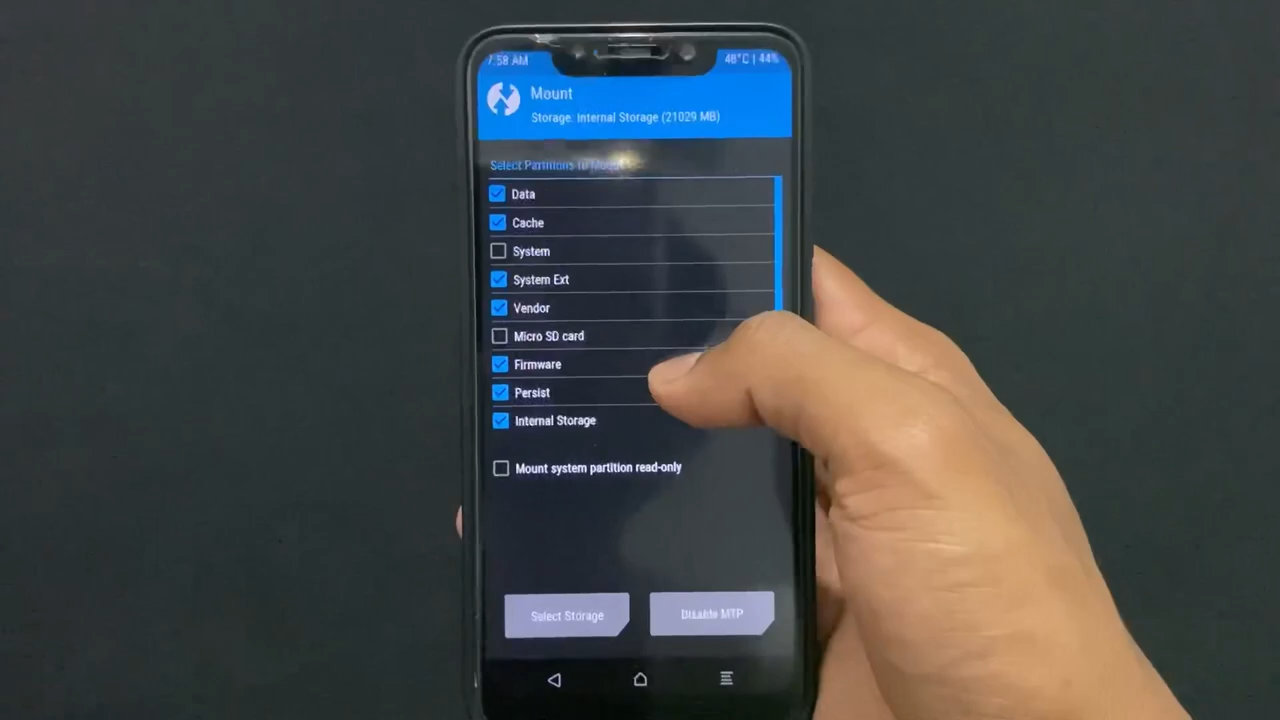 7:58 AM
48°C | 44%
Mount
Storage: Internal Storage (21029 MB)
Select Partitions to Mount
Data
Cache
System
System Ext
Vendor
Micro SD card
Firmware
Persist
Internal Storage
Mount system partition read-only
Select Storage
Disable MTP